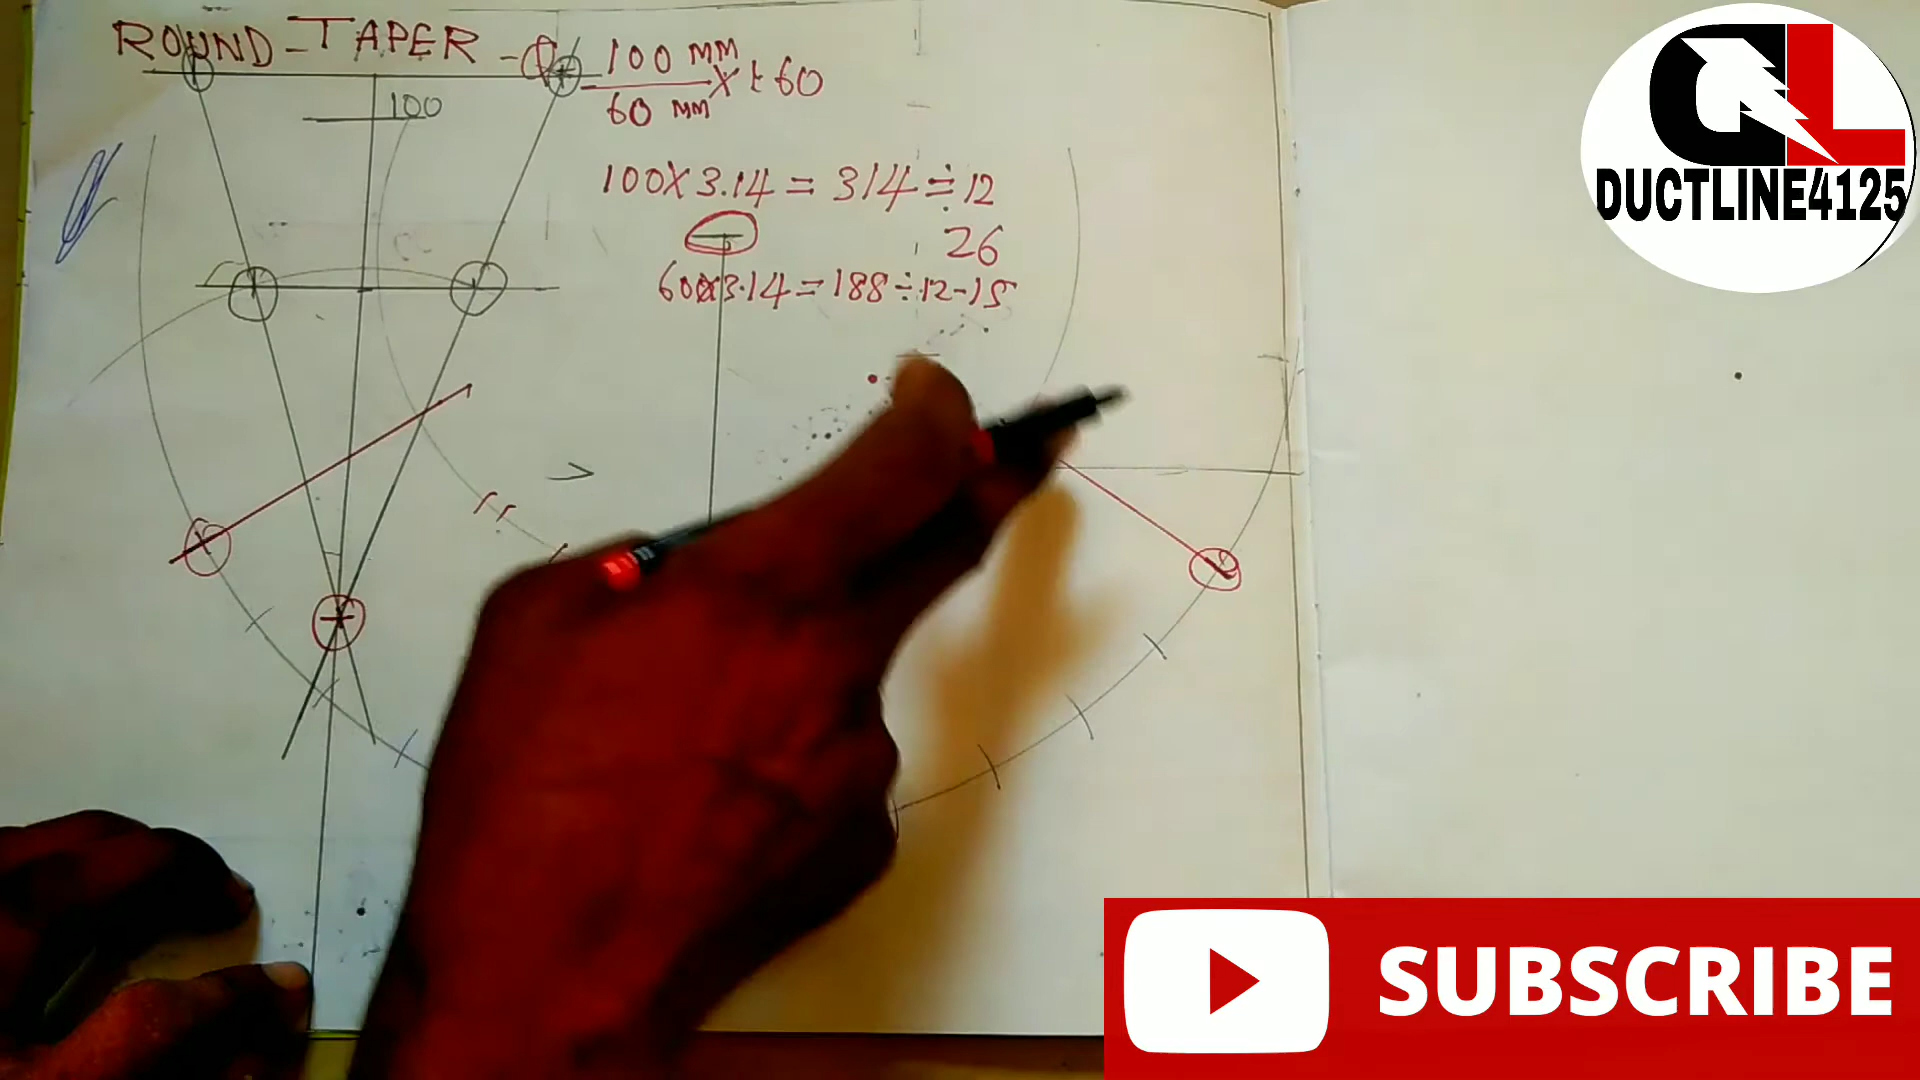 ROUND-TAPER -
100 MM
60 MM X t 60
100
100X3.14=314÷12
26
60X3.14=188÷12-15
DL
DUCTLINE4125
SUBSCRIBE